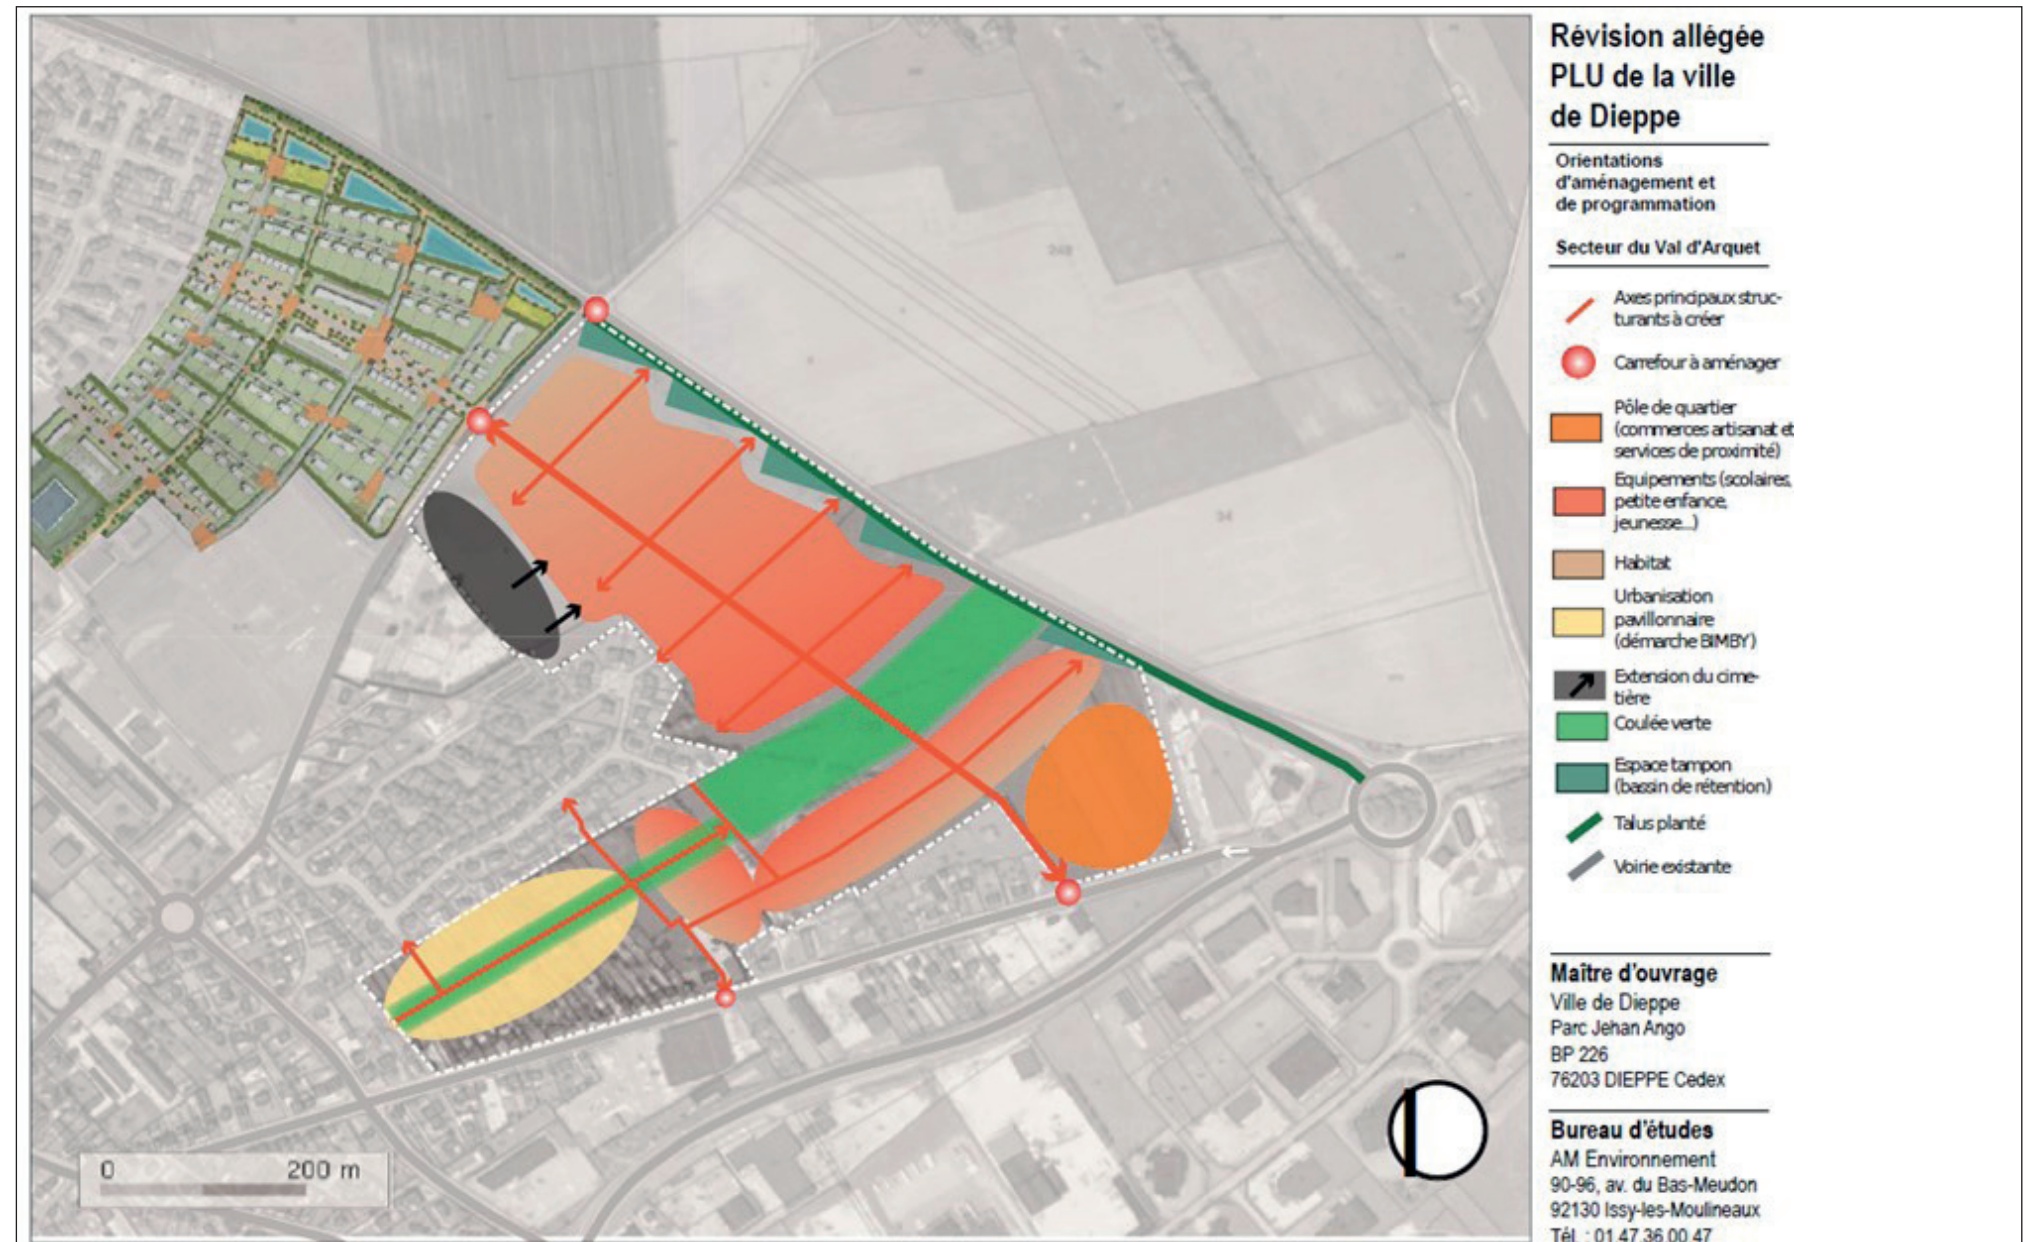 Révision allégée
PLU de la ville
de Dieppe
Orientations
d'aménagement et
de programmation
Secteur du Val d'Arquet
Axes principaux struc-
turants à créer
Carrefour à aménager
Pôle de quartier
(commerces artisanat et
services de proximité)
Equipements (scolaires,
petite enfance,
jeunesse...)
Habitat
Urbanisation
pavillonnaire
(démarche BIMBY)
Extension du cime-
tière
Coulée verte
Espace tampon
(bassin de rétention)
Talus planté
Voirie existante
Maître d'ouvrage
Ville de Dieppe
Parc Jehan Ango
BP 226
76203 DIEPPE Cedex
Bureau d'études
AM Environnement
90-96, av. du Bas-Meudon
92130 Issy-les-Moulineaux
Tél. : 01 47 36 00 47
0 200 m